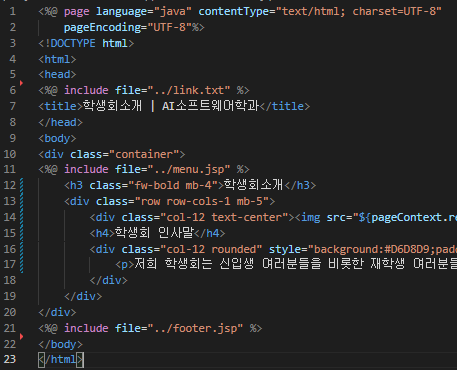 1 <%@ page language="java" contentType="text/html; charset=UTF-8"
2 pageEncoding="UTF-8"%>
3 <!DOCTYPE html>
4 <html>
5 <head>
6 <%@ include file="../link.txt" %>
7 <title>학생회소개 | AI소프트웨어학과</title>
8 </head>
9 <body>
10 <div class="container">
11 <%@ include file="../menu.jsp" %>
12 <h3 class="fw-bold mb-4">학생회소개</h3>
13 <div class="row row-cols-1 mb-5">
14 <div class="col-12 text-center"><img src="${pageContext.re
15 <h4>학생회 인사말</h4>
16 <div class="col-12 rounded" style="background:#D6D8D9;padd
17 <p>저희 학생회는 신입생 여러분들을 비롯한 재학생 여러분들
18 </div>
19 </div>
20 </div>
21 <%@ include file="../footer.jsp" %>
22 </body>
23 </html>